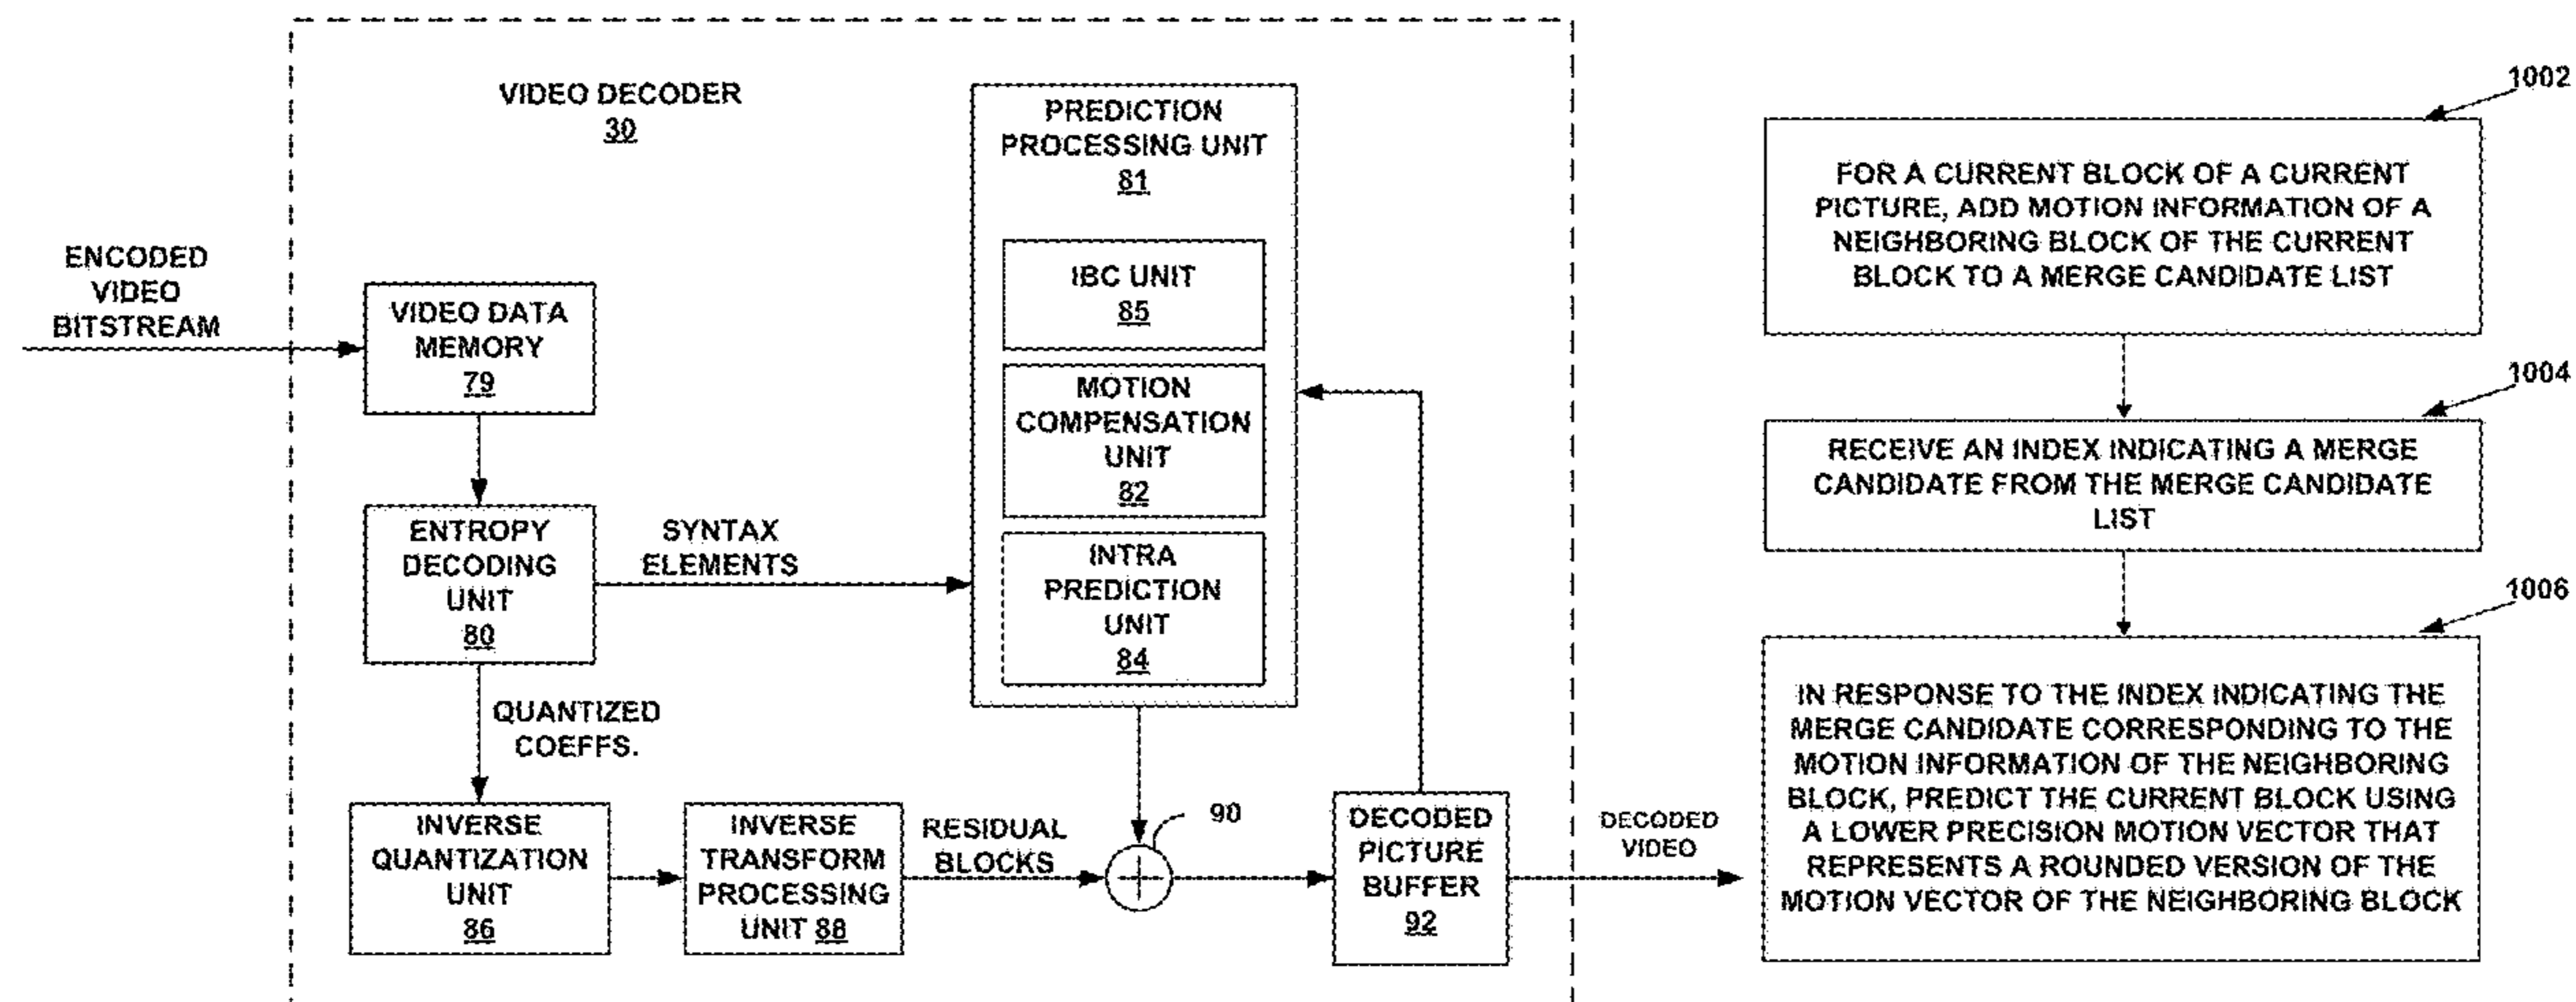 VIDEO DECODER
30
ENCODED
VIDEO
BITSTREAM
VIDEO DATA
MEMORY
79
ENTROPY
DECODING
UNIT
80
SYNTAX
ELEMENTS
QUANTIZED
COEFFS.
INVERSE
QUANTIZATION
UNIT
86
INVERSE
TRANSFORM
PROCESSING
UNIT 88
RESIDUAL
BLOCKS
90
PREDICTION
PROCESSING UNIT
81
IBC UNIT
85
MOTION
COMPENSATION
UNIT
82
INTRA
PREDICTION
UNIT
84
DECODED
PICTURE
BUFFER
92
DECODED
VIDEO
1002
FOR A CURRENT BLOCK OF A CURRENT
PICTURE, ADD MOTION INFORMATION OF A
NEIGHBORING BLOCK OF THE CURRENT
BLOCK TO A MERGE CANDIDATE LIST
1004
RECEIVE AN INDEX INDICATING A MERGE
CANDIDATE FROM THE MERGE CANDIDATE
LIST
1006
IN RESPONSE TO THE INDEX INDICATING THE
MERGE CANDIDATE CORRESPONDING TO THE
MOTION INFORMATION OF THE NEIGHBORING
BLOCK, PREDICT THE CURRENT BLOCK USING
A LOWER PRECISION MOTION VECTOR THAT
REPRESENTS A ROUNDED VERSION OF THE
MOTION VECTOR OF THE NEIGHBORING BLOCK